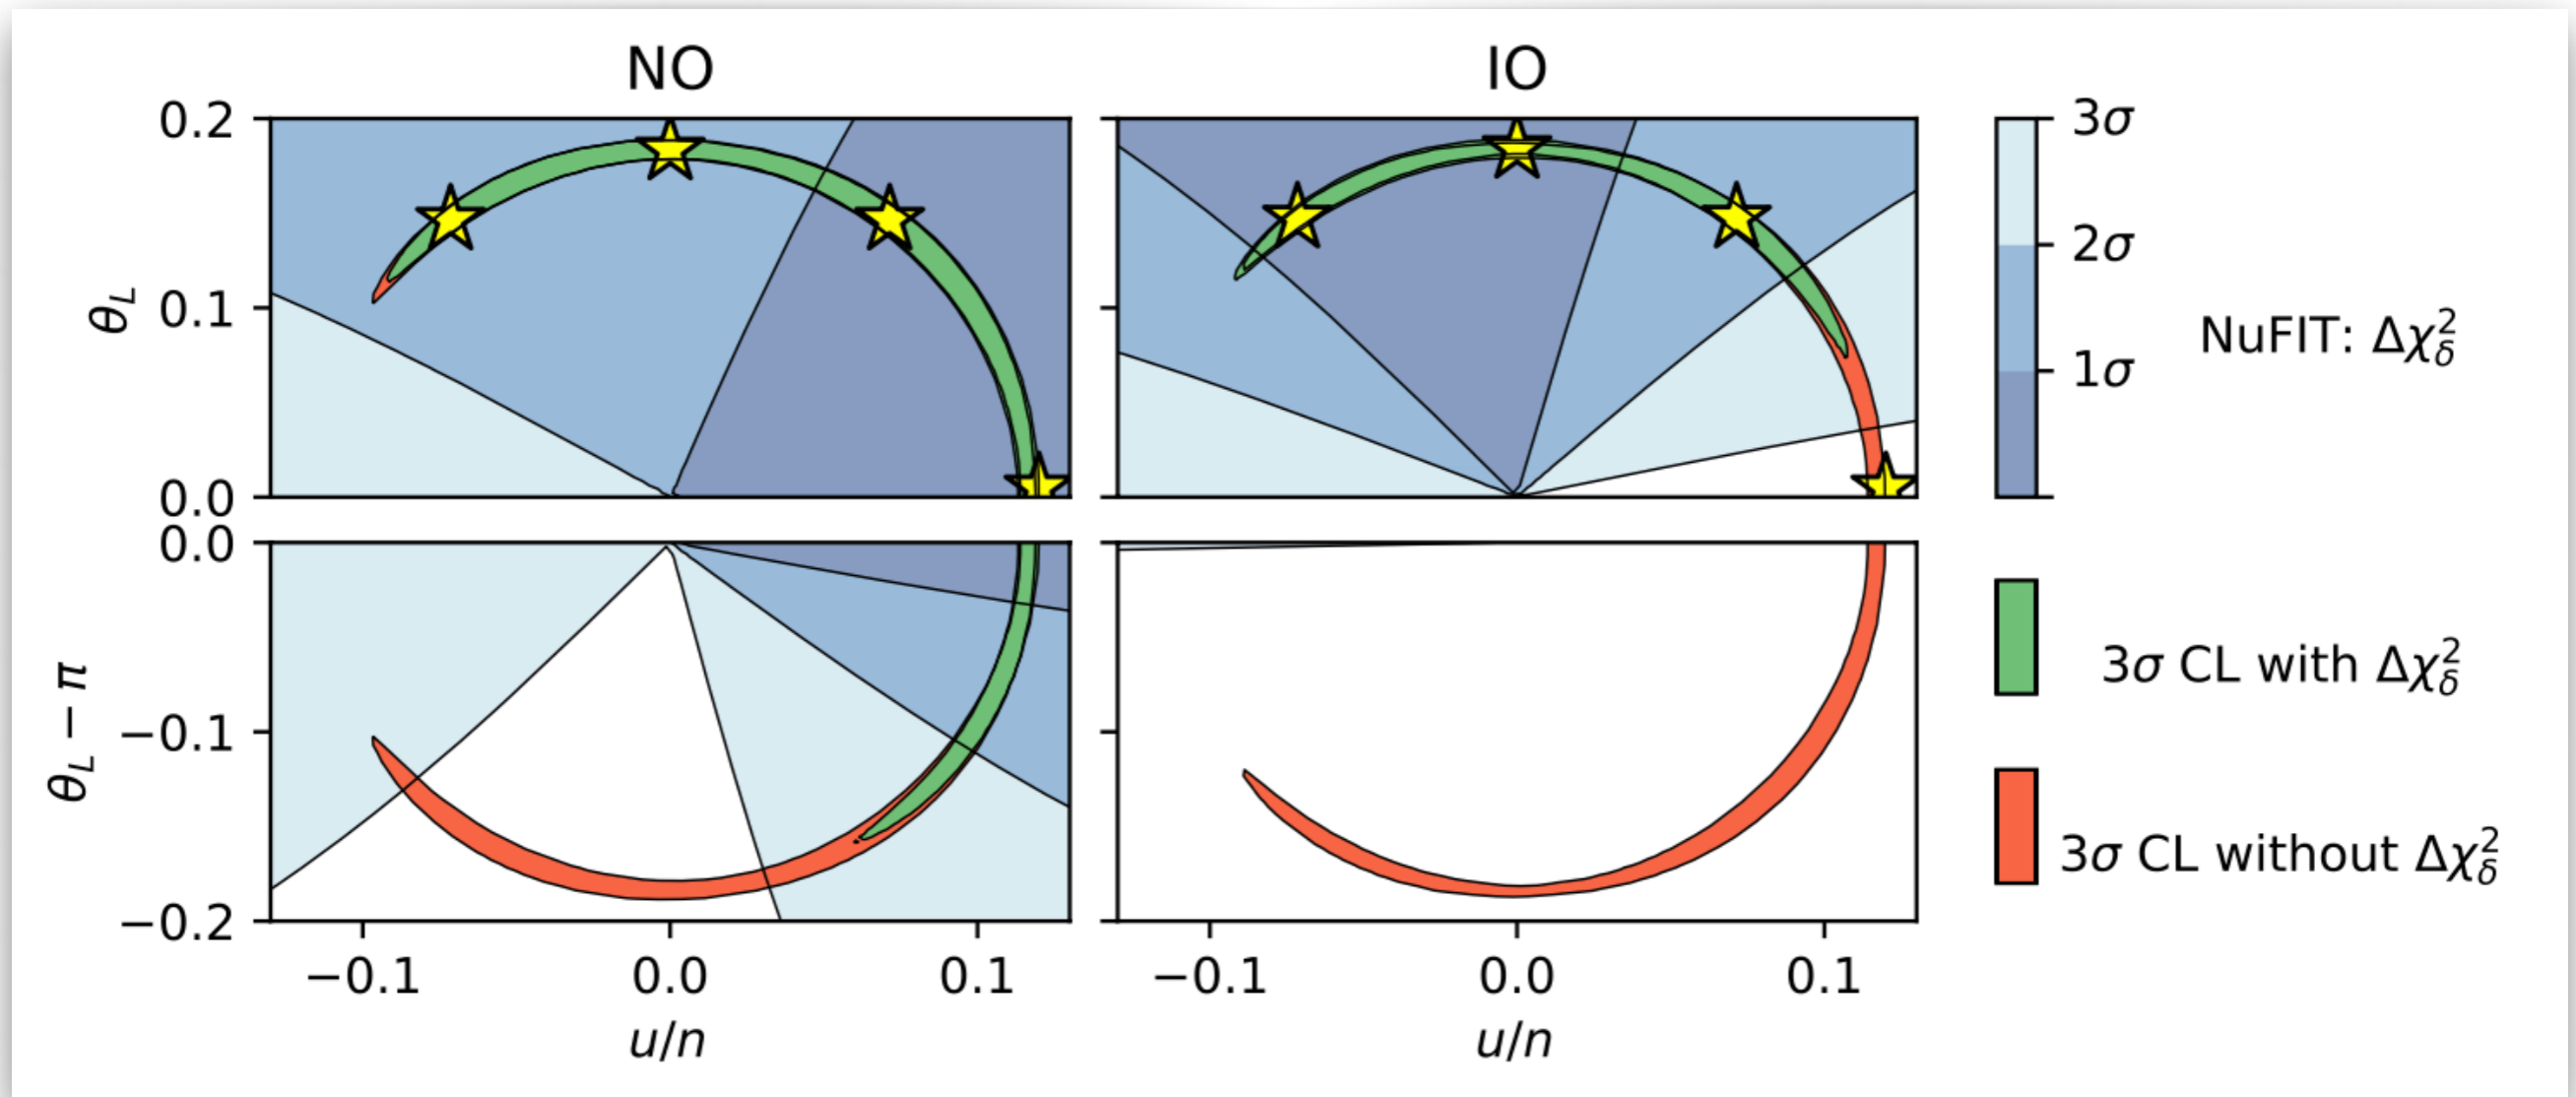 NO
IO
0.2
0.1
0.0
θ_L
3σ
2σ
1σ
NuFIT: Δχ²_δ
0.0
−0.1
−0.2
θ_L − π
3σ CL with Δχ²_δ
3σ CL without Δχ²_δ
−0.1 0.0 0.1
−0.1 0.0 0.1
u/n
u/n